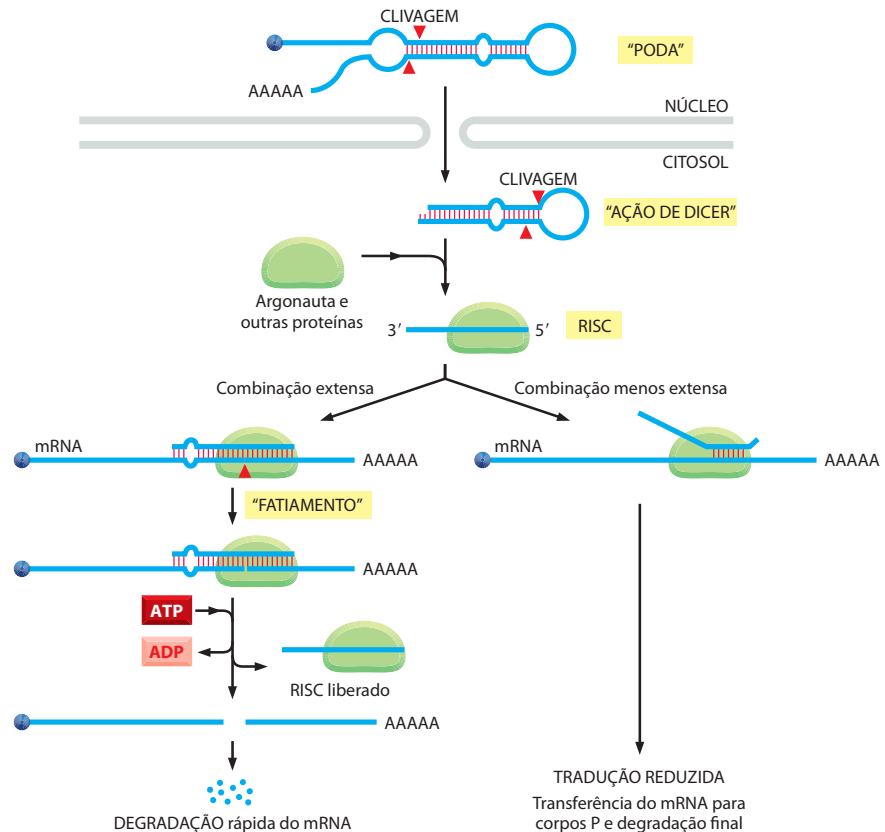 CLIVAGEM
"PODA"
AAAAA
NÚCLEO
CITOSOL
CLIVAGEM
"AÇÃO DE DICER"
Argonauta e
outras proteínas
3′
5′
RISC
Combinação extensa
Combinação menos extensa
mRNA
AAAAA
mRNA
AAAAA
"FATIAMENTO"
AAAAA
ATP
ADP
RISC liberado
AAAAA
DEGRADAÇÃO rápida do mRNA
TRADUÇÃO REDUZIDA
Transferência do mRNA para
corpos P e degradação final